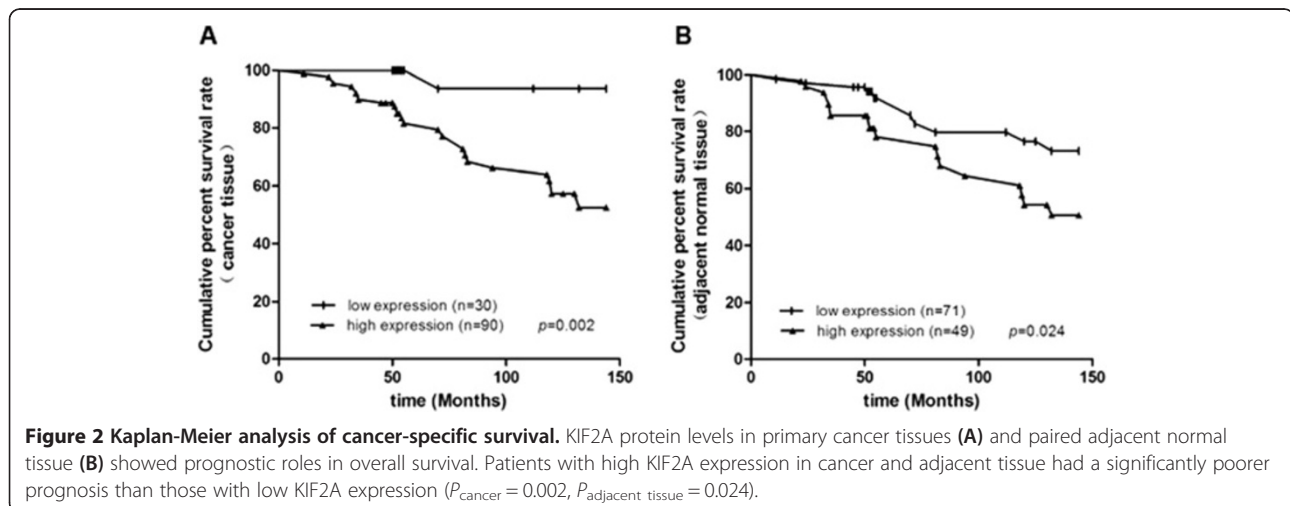 A
Cumulative percent survival rate
( cancer tissue)
100
80
60
40
20
0
low expression (n=30)
high expression (n=90) p=0.002
0 50 100 150
time (Months)
B
Cumulative percent survival rate
(adjacent normal tissue)
100
80
60
40
20
0
low expression (n=71)
high expression (n=49) p=0.024
0 50 100 150
time (Months)
Figure 2 Kaplan-Meier analysis of cancer-specific survival. KIF2A protein levels in primary cancer tissues (A) and paired adjacent normal
tissue (B) showed prognostic roles in overall survival. Patients with high KIF2A expression in cancer and adjacent tissue had a significantly poorer
prognosis than those with low KIF2A expression (Pcancer = 0.002, Padjacent tissue = 0.024).